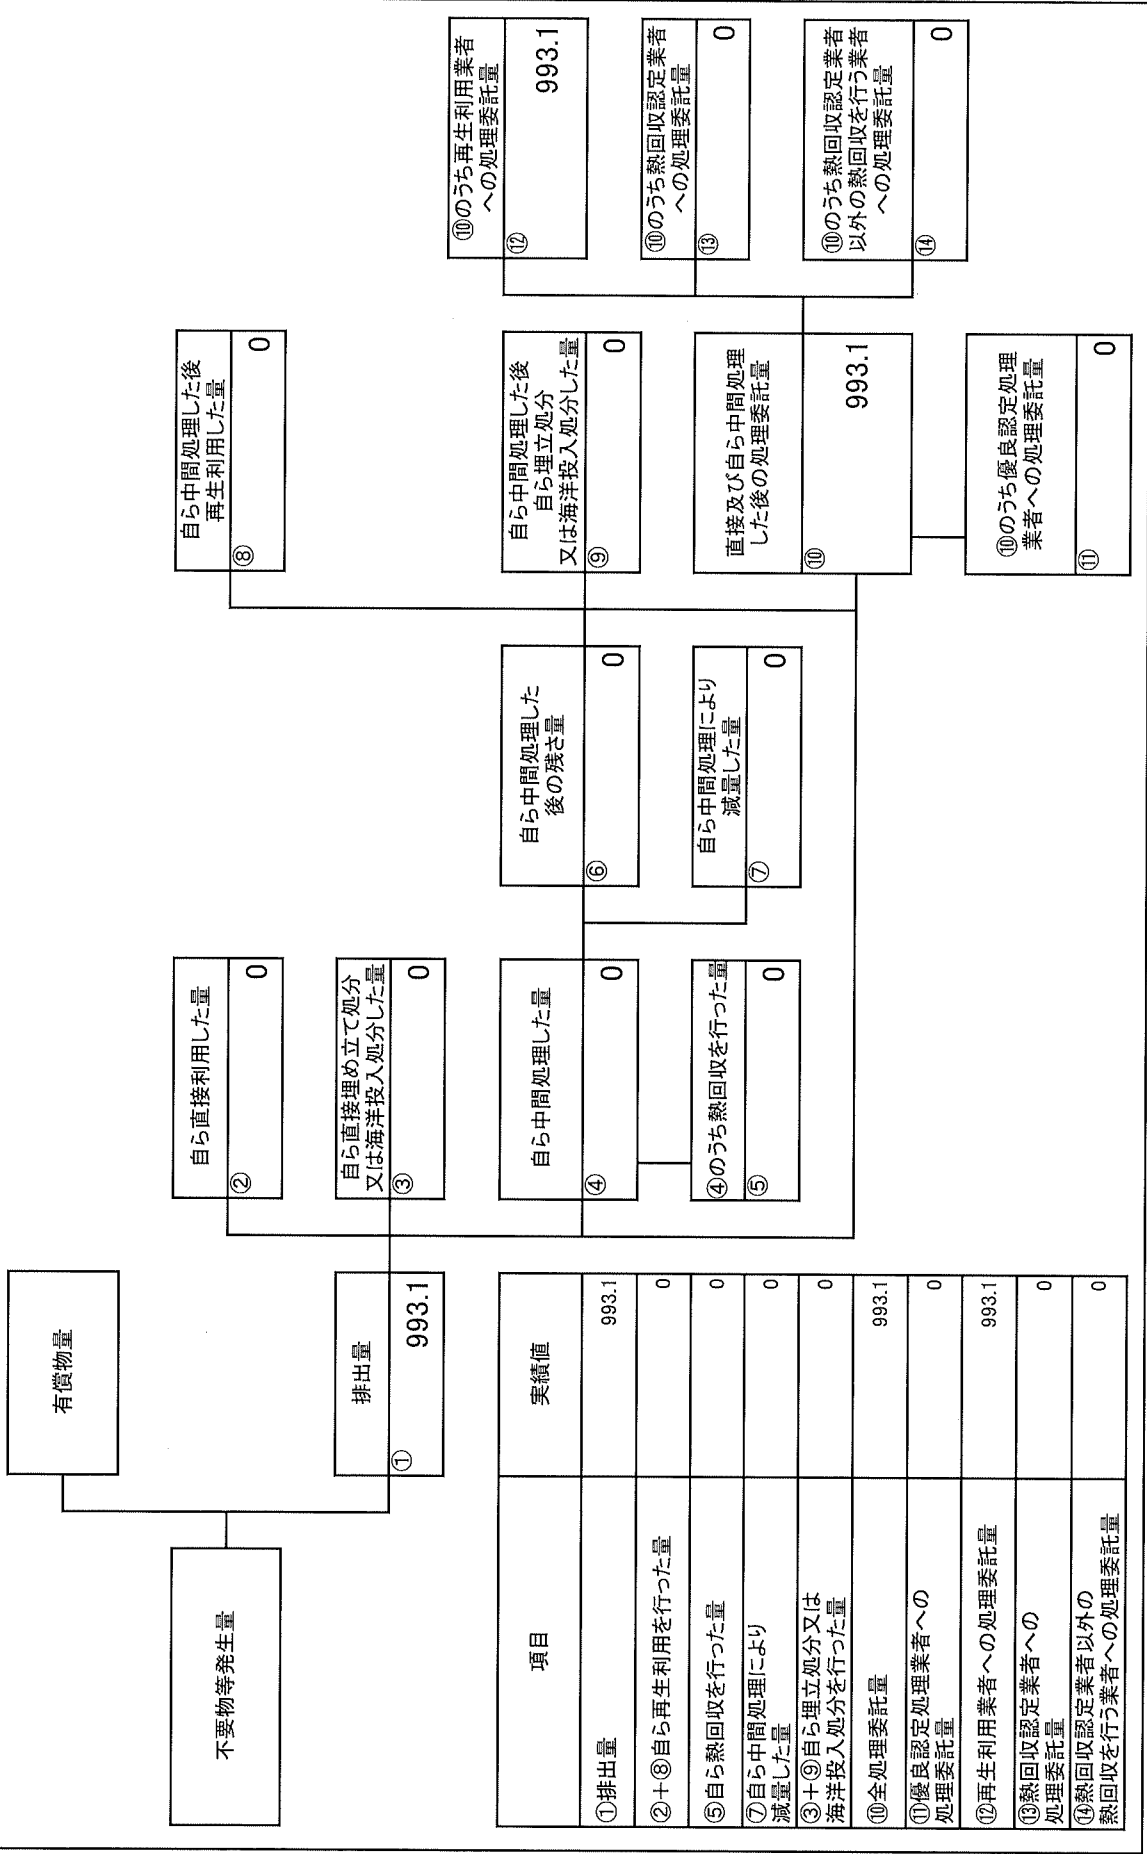 不要物等発生量
有償物量
排出量
①
993.1
自ら直接利用した量
②
0
自ら直接埋め立て処分
又は海洋投入処分した量
③
0
自ら中間処理した量
④
0
④のうち熱回収を行った量
⑤
0
自ら中間処理した
後の残さ量
⑥
0
自ら中間処理により
減量した量
⑦
0
自ら中間処理した後
再生利用した量
⑧
0
自ら中間処理した後
自ら埋立処分
又は海洋投入処分した量
⑨
0
直接及び自ら中間処理
した後の処理委託量
⑩
993.1
⑩のうち優良認定処理
業者への処理委託量
⑪
0
⑩のうち再生利用業者
への処理委託量
⑫
993.1
⑩のうち熱回収認定業者
への処理委託量
⑬
0
⑩のうち熱回収認定業者
以外の熱回収を行う業者
への処理委託量
⑭
0
項目 実績値
①排出量 993.1
②+⑧自ら再生利用を行った量 0
⑤自ら熱回収を行った量 0
⑦自ら中間処理により
減量した量 0
③+⑨自ら埋立処分又は
海洋投入処分を行った量 0
⑩全処理委託量 993.1
⑪優良認定処理業者への
処理委託量 0
⑫再生利用業者への処理委託量 993.1
⑬熱回収認定業者への
処理委託量 0
⑭熱回収認定業者以外の
熱回収を行う業者への処理委託量 0